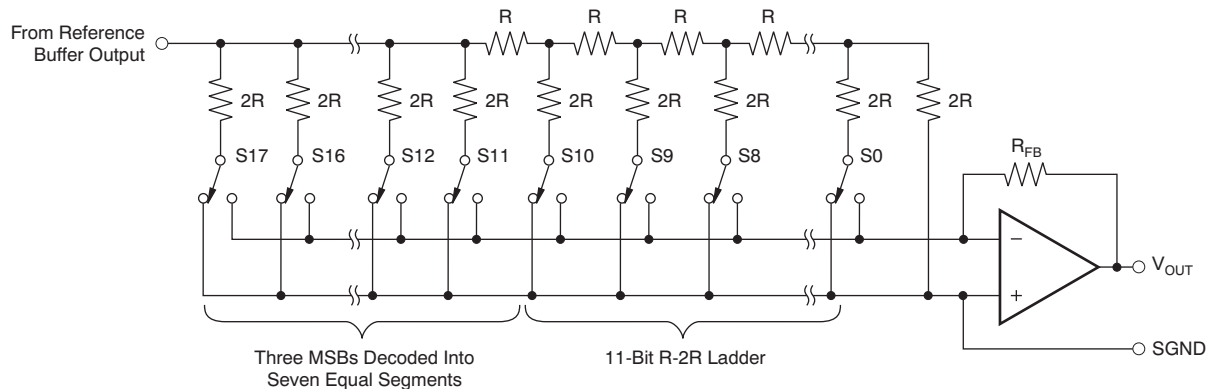 R R R R
From Reference
Buffer Output
2R 2R 2R 2R 2R 2R 2R 2R 2R
S17 S16 S12 S11 S10 S9 S8 S0
RFB
−
+
VOUT
SGND
Three MSBs Decoded Into
Seven Equal Segments
11-Bit R-2R Ladder